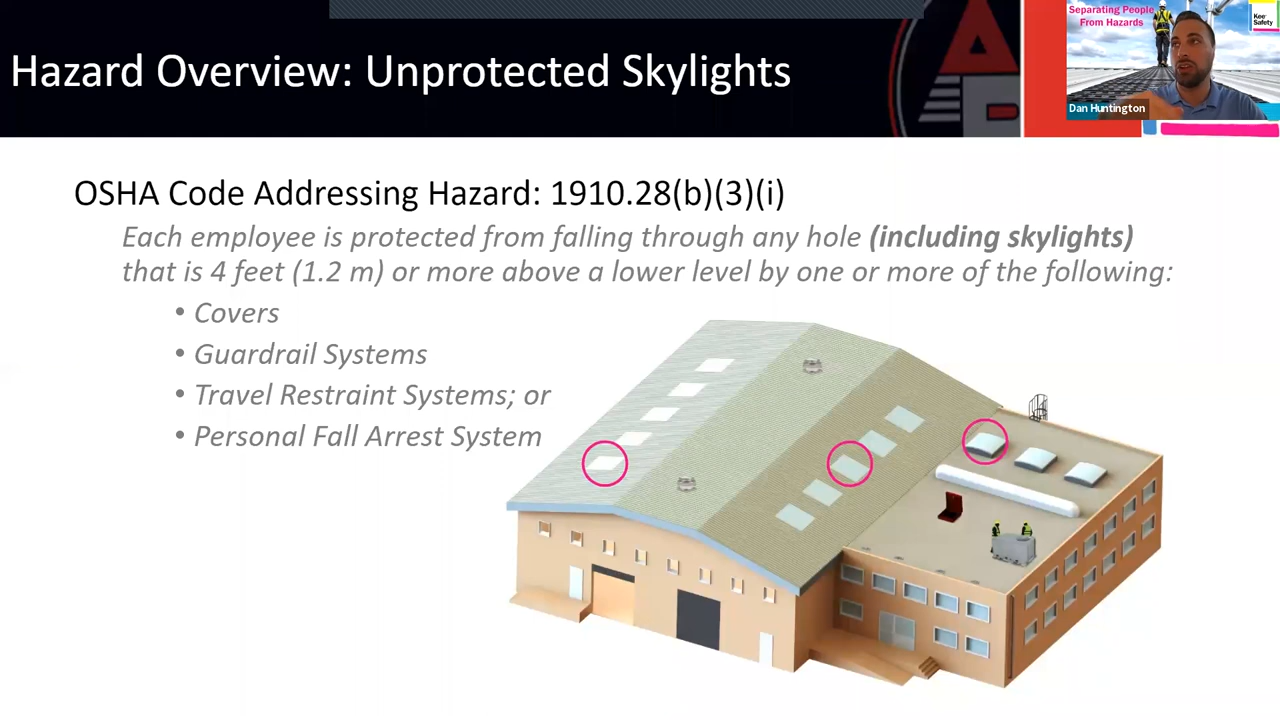 Hazard Overview: Unprotected Skylights
Separating People
From Hazards
Kee
Safety
Dan Huntington
OSHA Code Addressing Hazard: 1910.28(b)(3)(i)
Each employee is protected from falling through any hole (including skylights)
that is 4 feet (1.2 m) or more above a lower level by one or more of the following:
• Covers
• Guardrail Systems
• Travel Restraint Systems; or
• Personal Fall Arrest System